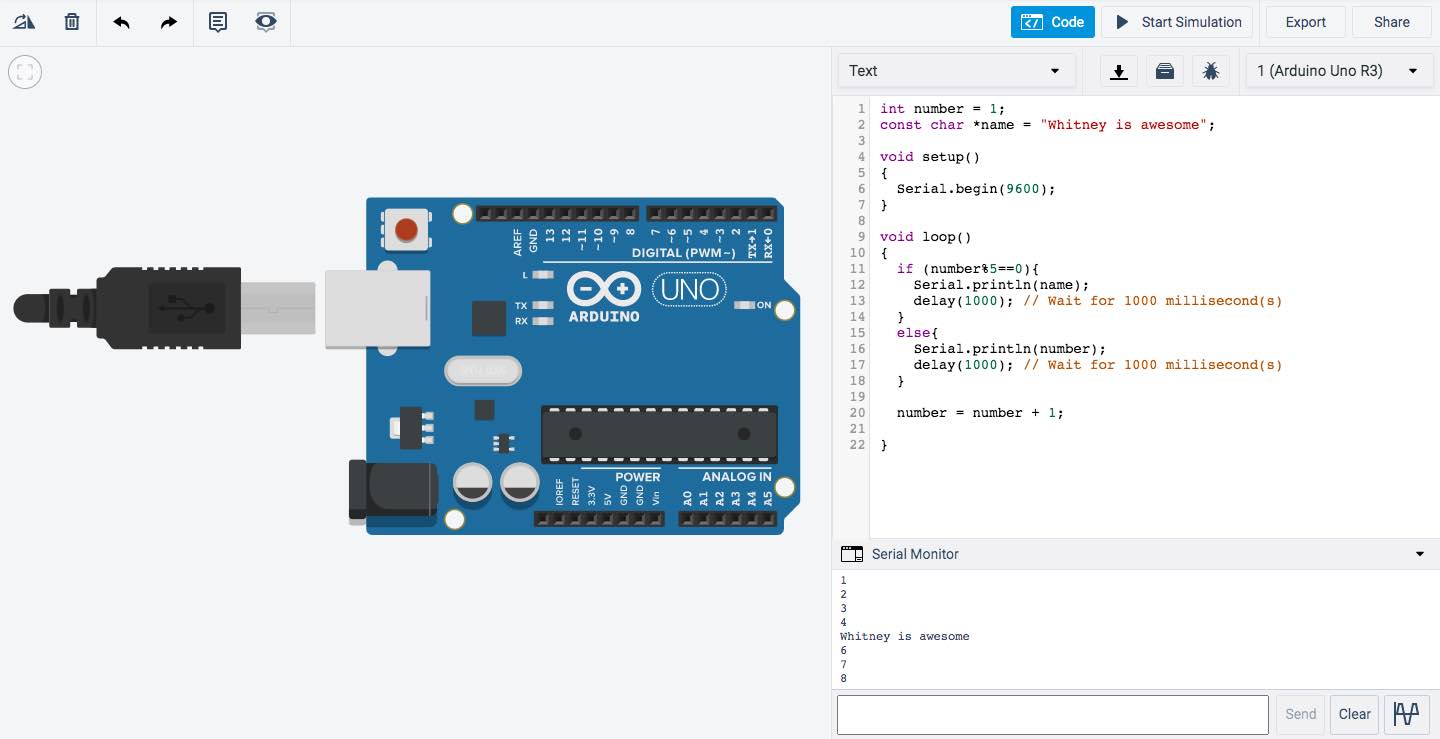 Code
Start Simulation
Export
Share
Text
1 (Arduino Uno R3)
1 int number = 1;
2 const char *name = "Whitney is awesome";
3
4 void setup()
5 {
6   Serial.begin(9600);
7 }
8
9 void loop()
10 {
11   if (number%5==0){
12     Serial.println(name);
13     delay(1000); // Wait for 1000 millisecond(s)
14   }
15   else{
16     Serial.println(number);
17     delay(1000); // Wait for 1000 millisecond(s)
18   }
19
20   number = number + 1;
21
22 }
AREF
GND
13
12
~11
~10
~9
8
7
~6
~5
4
~3
2
TX→1
RX←0
DIGITAL (PWM~)
L
TX
RX
ARDUINO
UNO
ON
POWER
ANALOG IN
IOREF
RESET
3.3V
5V
GND
GND
Vin
A0
A1
A2
A3
A4
A5
Serial Monitor
1
2
3
4
Whitney is awesome
6
7
8
Send
Clear